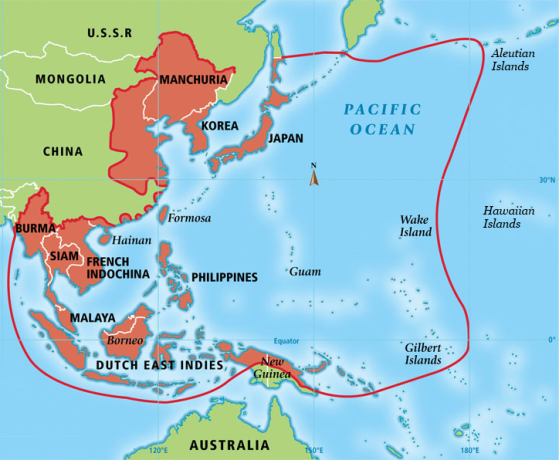 U.S.S.R
Aleutian
Islands
MONGOLIA
MANCHURIA
PACIFIC
OCEAN
KOREA
JAPAN
CHINA
N
30°N
Formosa
Wake
Island
Hawaiian
Islands
BURMA
Hainan
SIAM
FRENCH
INDOCHINA
Guam
PHILIPPINES
MALAYA
Borneo
Equator
0°
Gilbert
Islands
DUTCH EAST INDIES
New
Guinea
AUSTRALIA
120°E
150°E
180°E